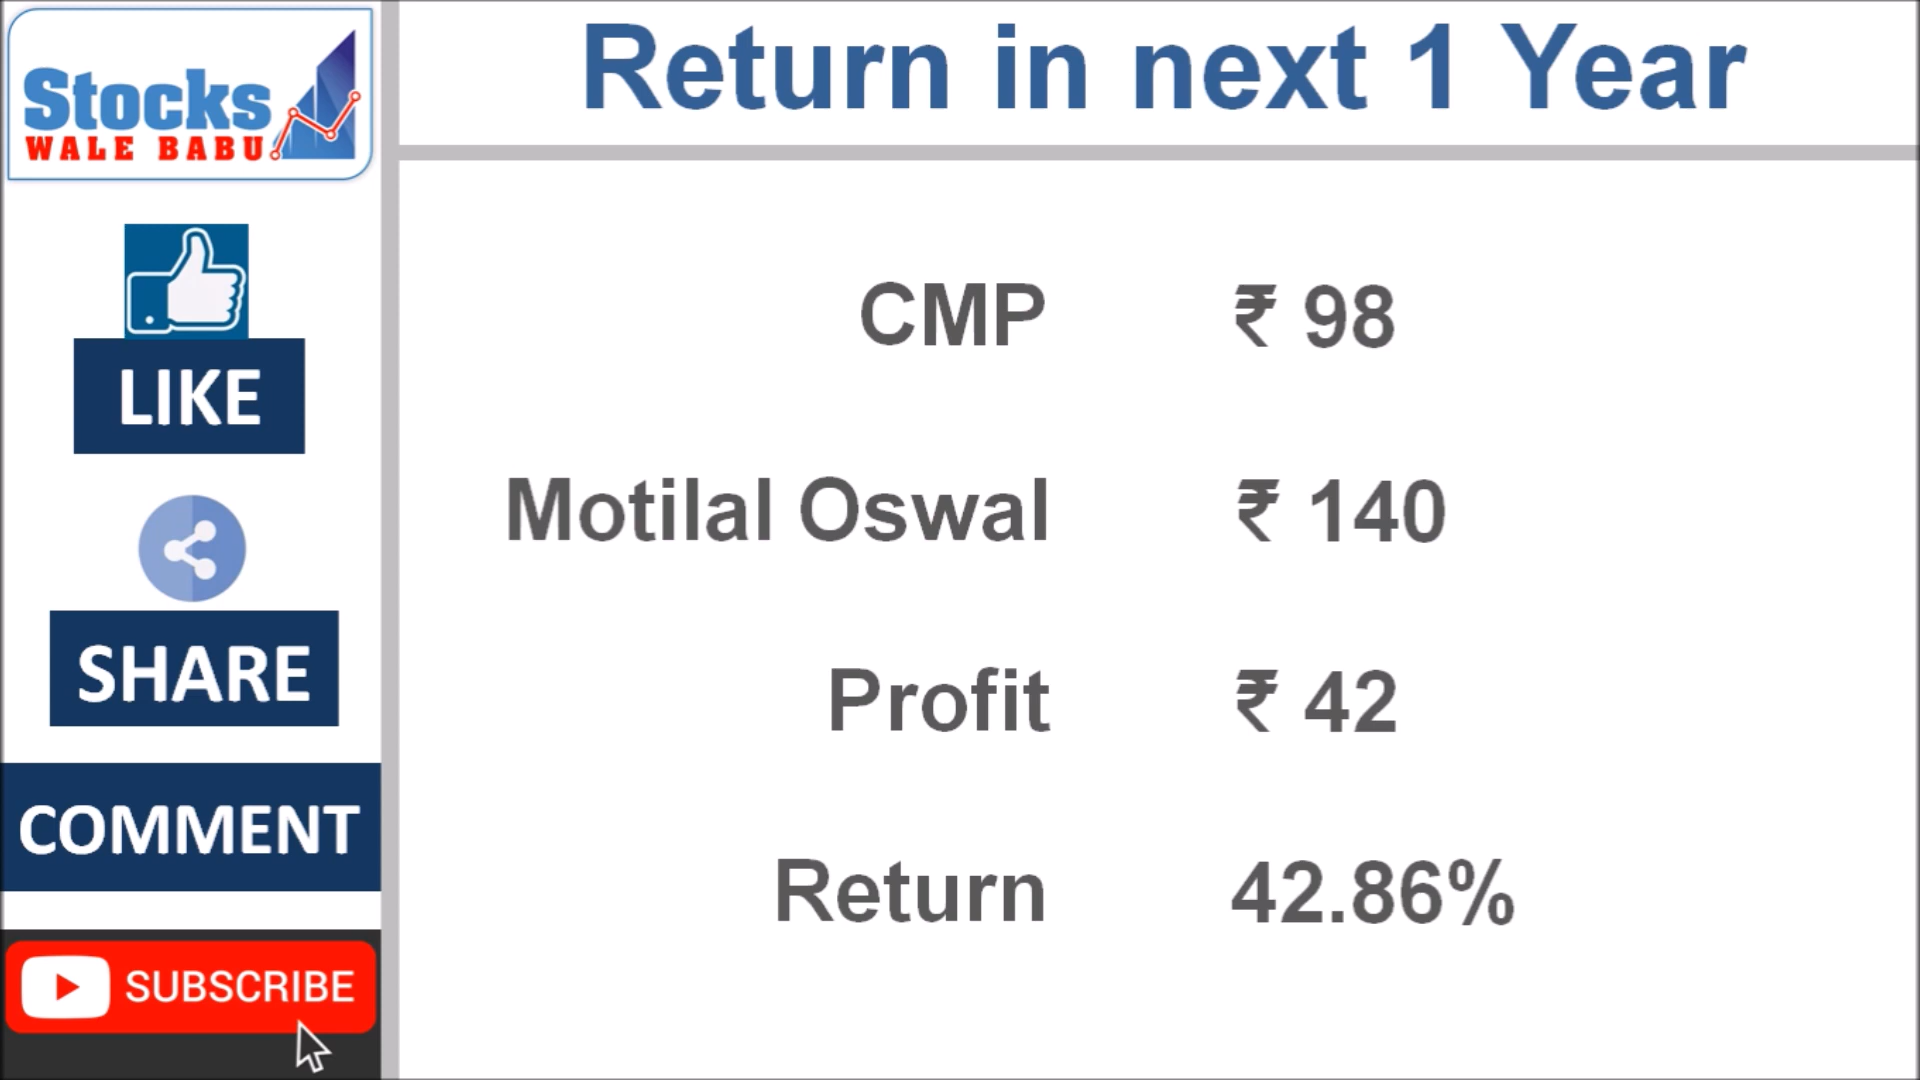 Stocks
WALE BABU
LIKE
SHARE
COMMENT
SUBSCRIBE
Return in next 1 Year
CMP ₹ 98
Motilal Oswal ₹ 140
Profit ₹ 42
Return 42.86%